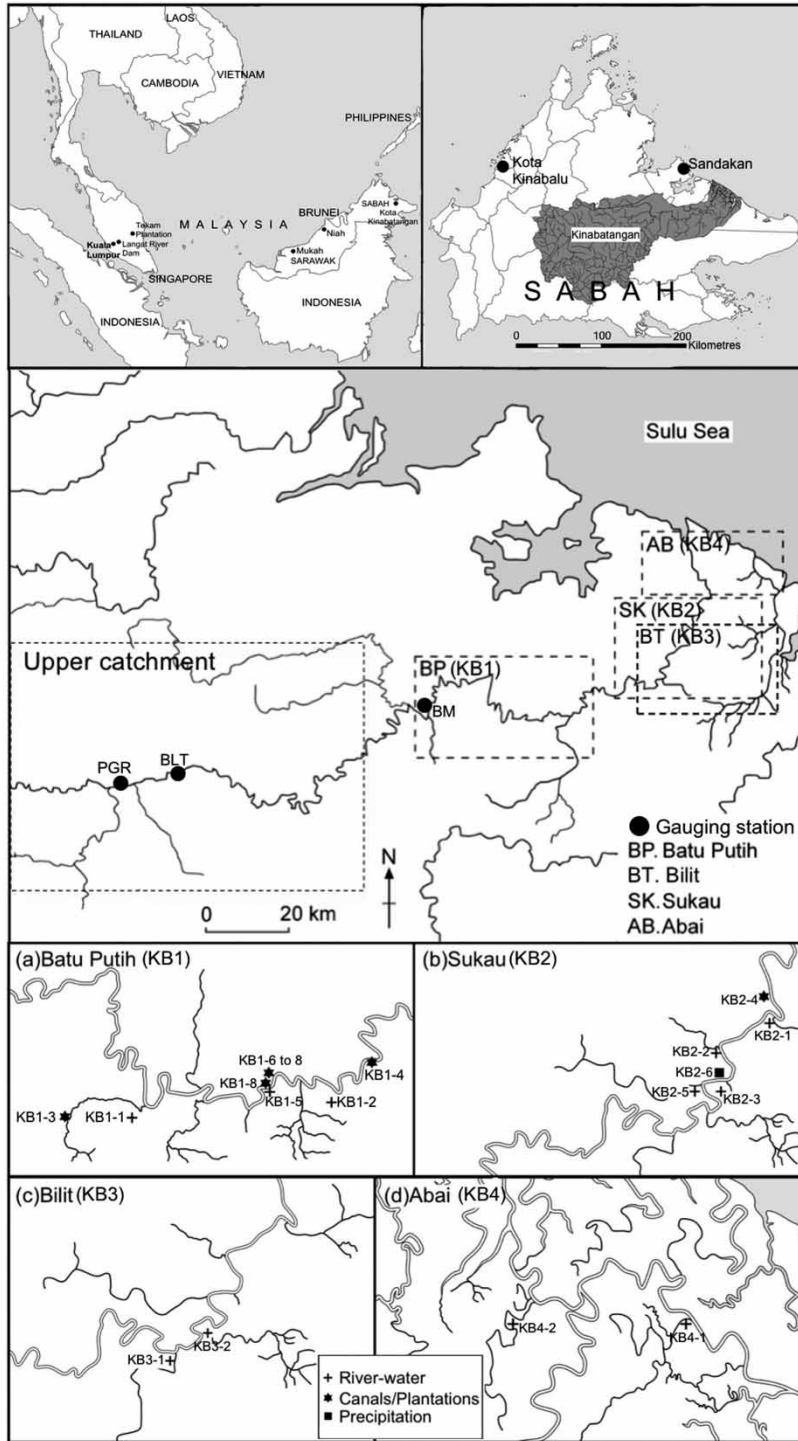 LAOS
THAILAND
CAMBODIA
VIETNAM
PHILIPPINES
BRUNEI
SABAH
Kota
Kinabatangan
MALAYSIA
Niah
Tekam
Plantation
Kuala
Lumpur
Langat River
Dam
Mukah
SARAWAK
SINGAPORE
INDONESIA
INDONESIA
Kota
Kinabalu
Sandakan
Kinabatangan
SABAH
0 100 200
Kilometres
Sulu Sea
AB (KB4)
SK (KB2)
BT (KB3)
Upper catchment
BP (KB1)
BM
PGR
BLT
N
0 20 km
Gauging station
BP. Batu Putih
BT. Bilit
SK.Sukau
AB.Abai
(a)Batu Putih (KB1)
KB1-6 to 8
KB1-8
KB1-5
KB1-4
KB1-3
KB1-1
KB1-2
(b)Sukau (KB2)
KB2-4
KB2-1
KB2-2
KB2-6
KB2-5
KB2-3
(c)Bilit (KB3)
KB3-2
KB3-1
(d)Abai (KB4)
KB4-2
KB4-1
River-water
Canals/Plantations
Precipitation